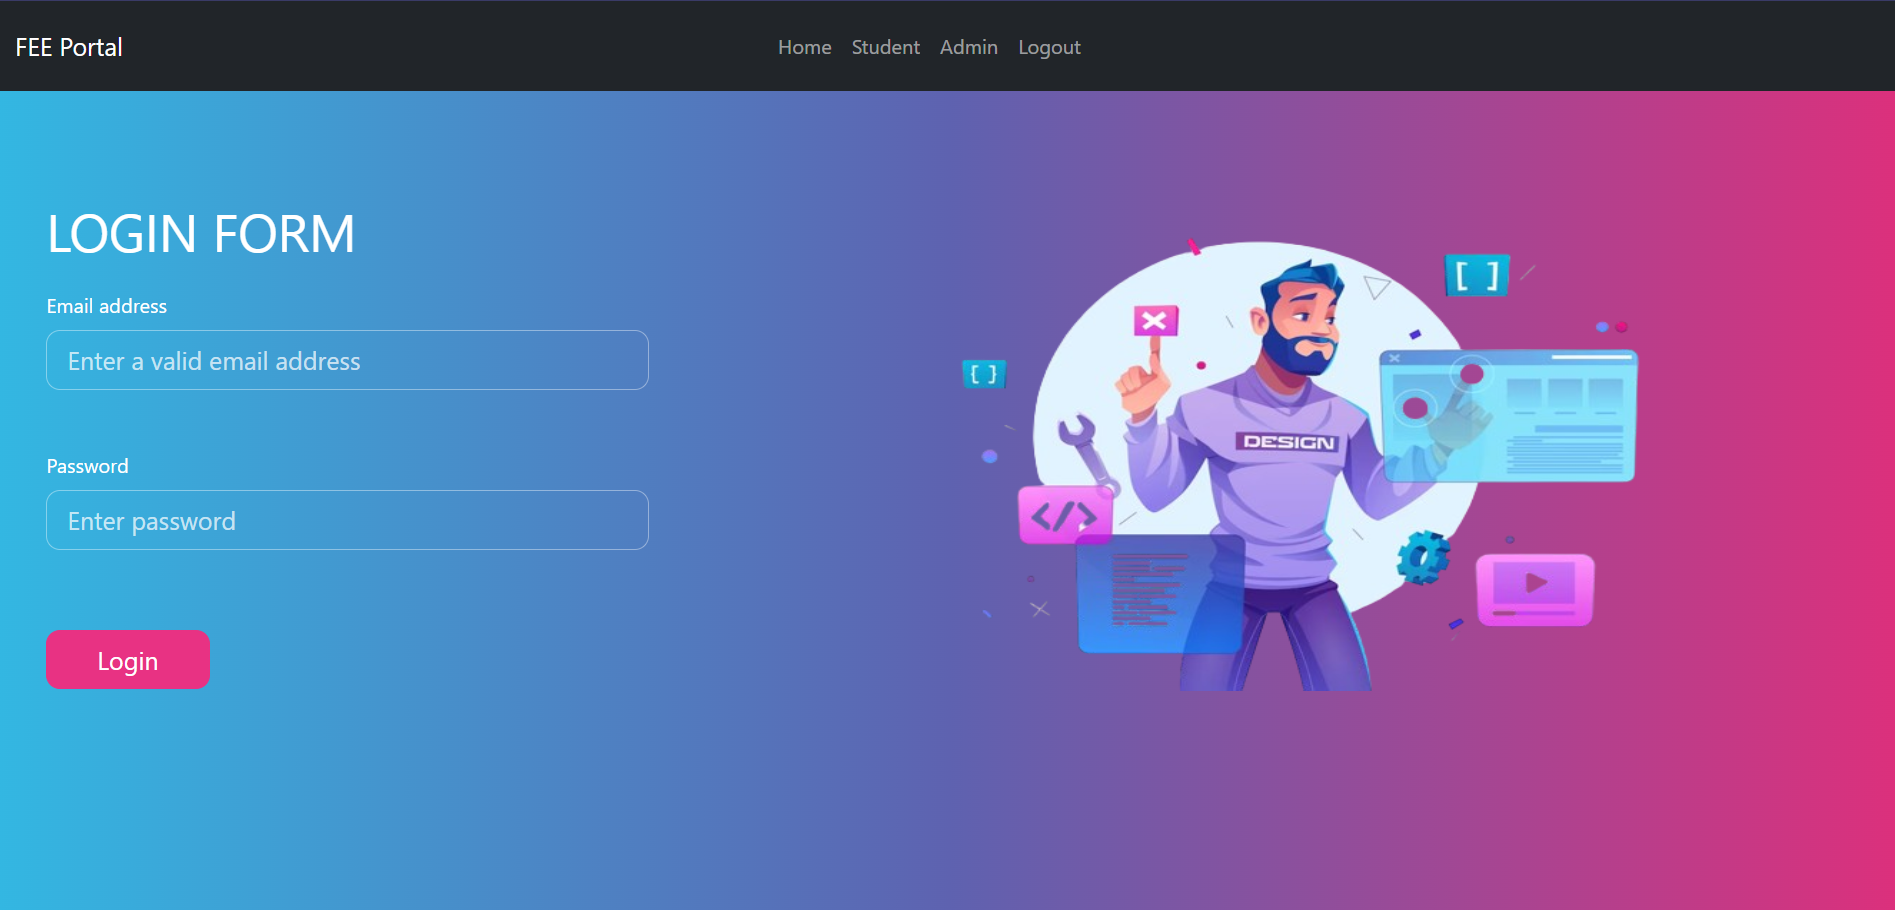 FEE Portal
Home Student Admin Logout
LOGIN FORM
Email address
Enter a valid email address
Password
Enter password
Login
[ ]
{ }
DESIGN
</>